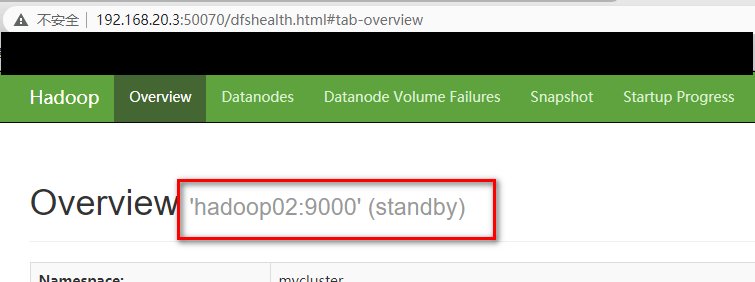 不安全 192.168.20.3:50070/dfshealth.html#tab-overview
Hadoop Overview Datanodes Datanode Volume Failures Snapshot Startup Progress
Overview 'hadoop02:9000' (standby)
Namespace: mycluster